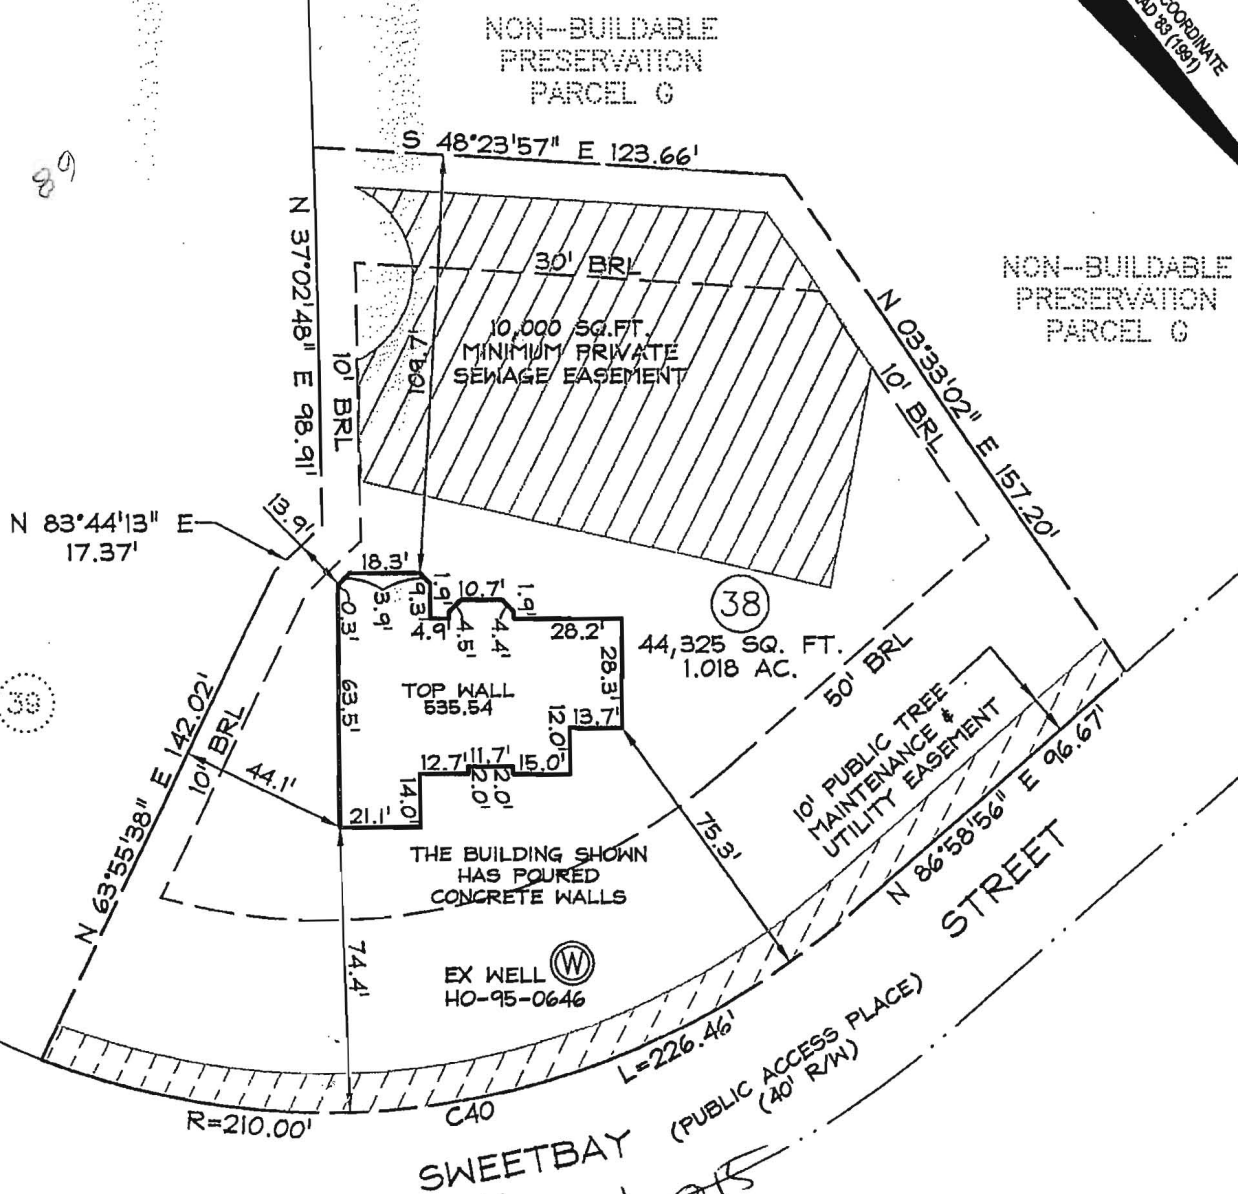 NON-BUILDABLE
PRESERVATION
PARCEL G
COORDINATE
AD '83 (1991)
S 48°23'57" E 123.66'
N 37°02'48" E 98.91'
30' BRL
NON-BUILDABLE
PRESERVATION
PARCEL G
10,000 SQ.FT.
MINIMUM PRIVATE
SEWAGE EASEMENT
109.7'
10' BRL
N 03°33'02" E 157.20'
10' BRL
N 83°44'13" E
17.37'
13.9'
18.3'
3.9'
0.3'
9.3'
1.9'
10.7'
1.9'
4.9'
4.5'
4.4'
28.2'
28.3'
38
44,325 SQ. FT.
1.018 AC.
50' BRL
39
63.5'
TOP WALL
535.54
12.0'
13.7'
12.7'
11.7'
15.0'
2.0'
2.0'
14.0'
21.1'
44.1'
10' BRL
N 63°55'38" E 142.02'
75.3'
10' PUBLIC TREE
MAINTENANCE &
UTILITY EASEMENT
N 86°58'56" E 96.67'
THE BUILDING SHOWN
HAS POURED
CONCRETE WALLS
74.4'
EX WELL W
HO-95-0646
L=226.46'
R=210.00'
C40
SWEETBAY STREET
(PUBLIC ACCESS PLACE)
(40' R/W)